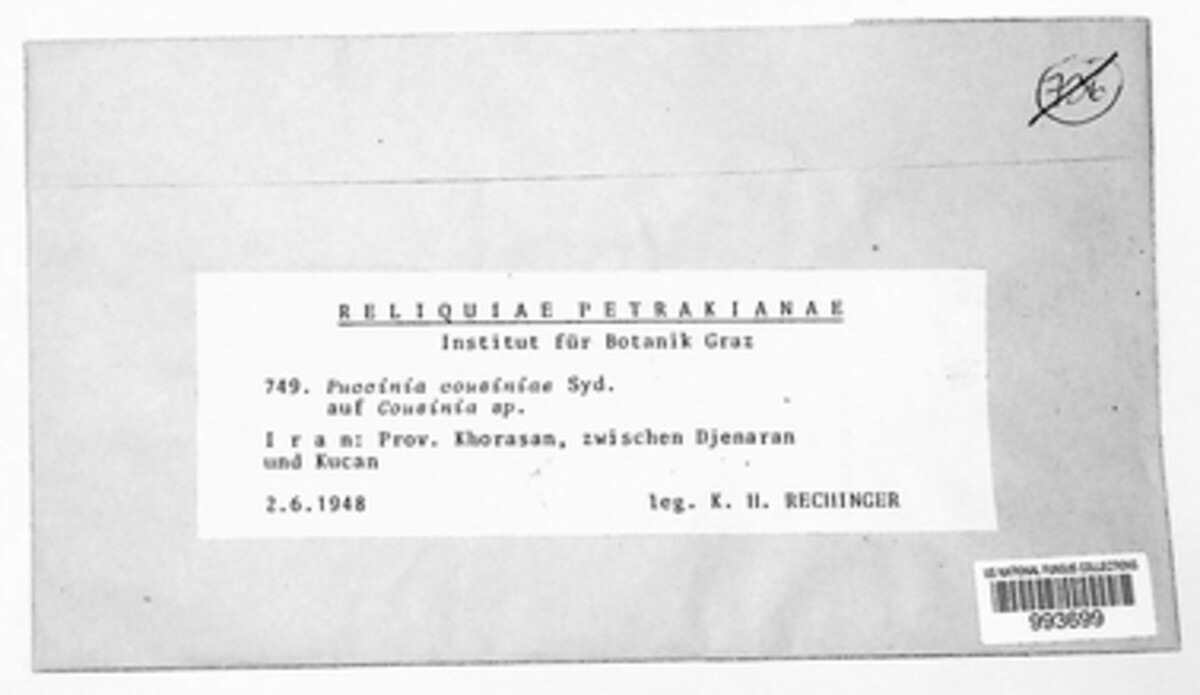 RELIQUIAE PETRAKIANAE
Institut für Botanik Graz
749. Puccinia cousiniae Syd.
auf Cousinia sp.
Iran: Prov. Khorasan, zwischen Djenaran
und Kucan
2.6.1948 leg. K. H. RECHINGER
US NATIONAL FUNGUS COLLECTIONS
993699